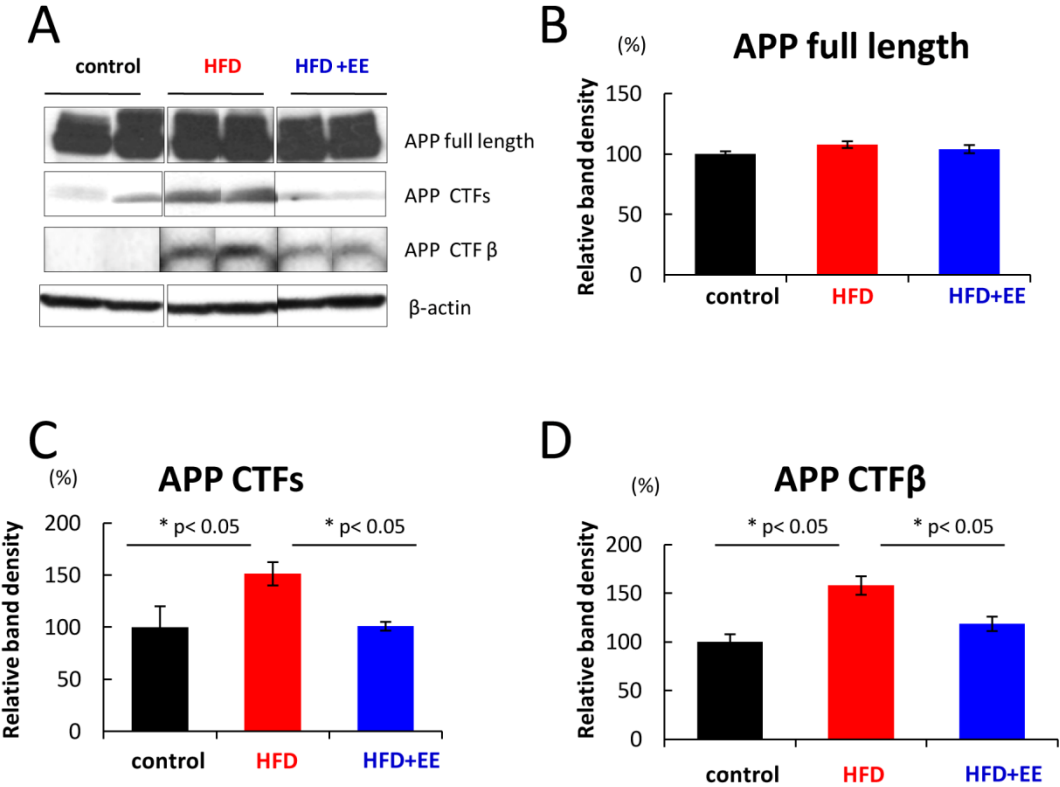 A
control HFD HFD +EE
APP full length
APP CTFs
APP CTF β
β-actin
B
(%) APP full length
Relative band density
150
100
50
0
control HFD HFD+EE
C
(%) APP CTFs
Relative band density
* p< 0.05 * p< 0.05
200
150
100
50
0
control HFD HFD+EE
D
(%) APP CTFβ
Relative band density
* p< 0.05 * p< 0.05
200
150
100
50
0
control HFD HFD+EE